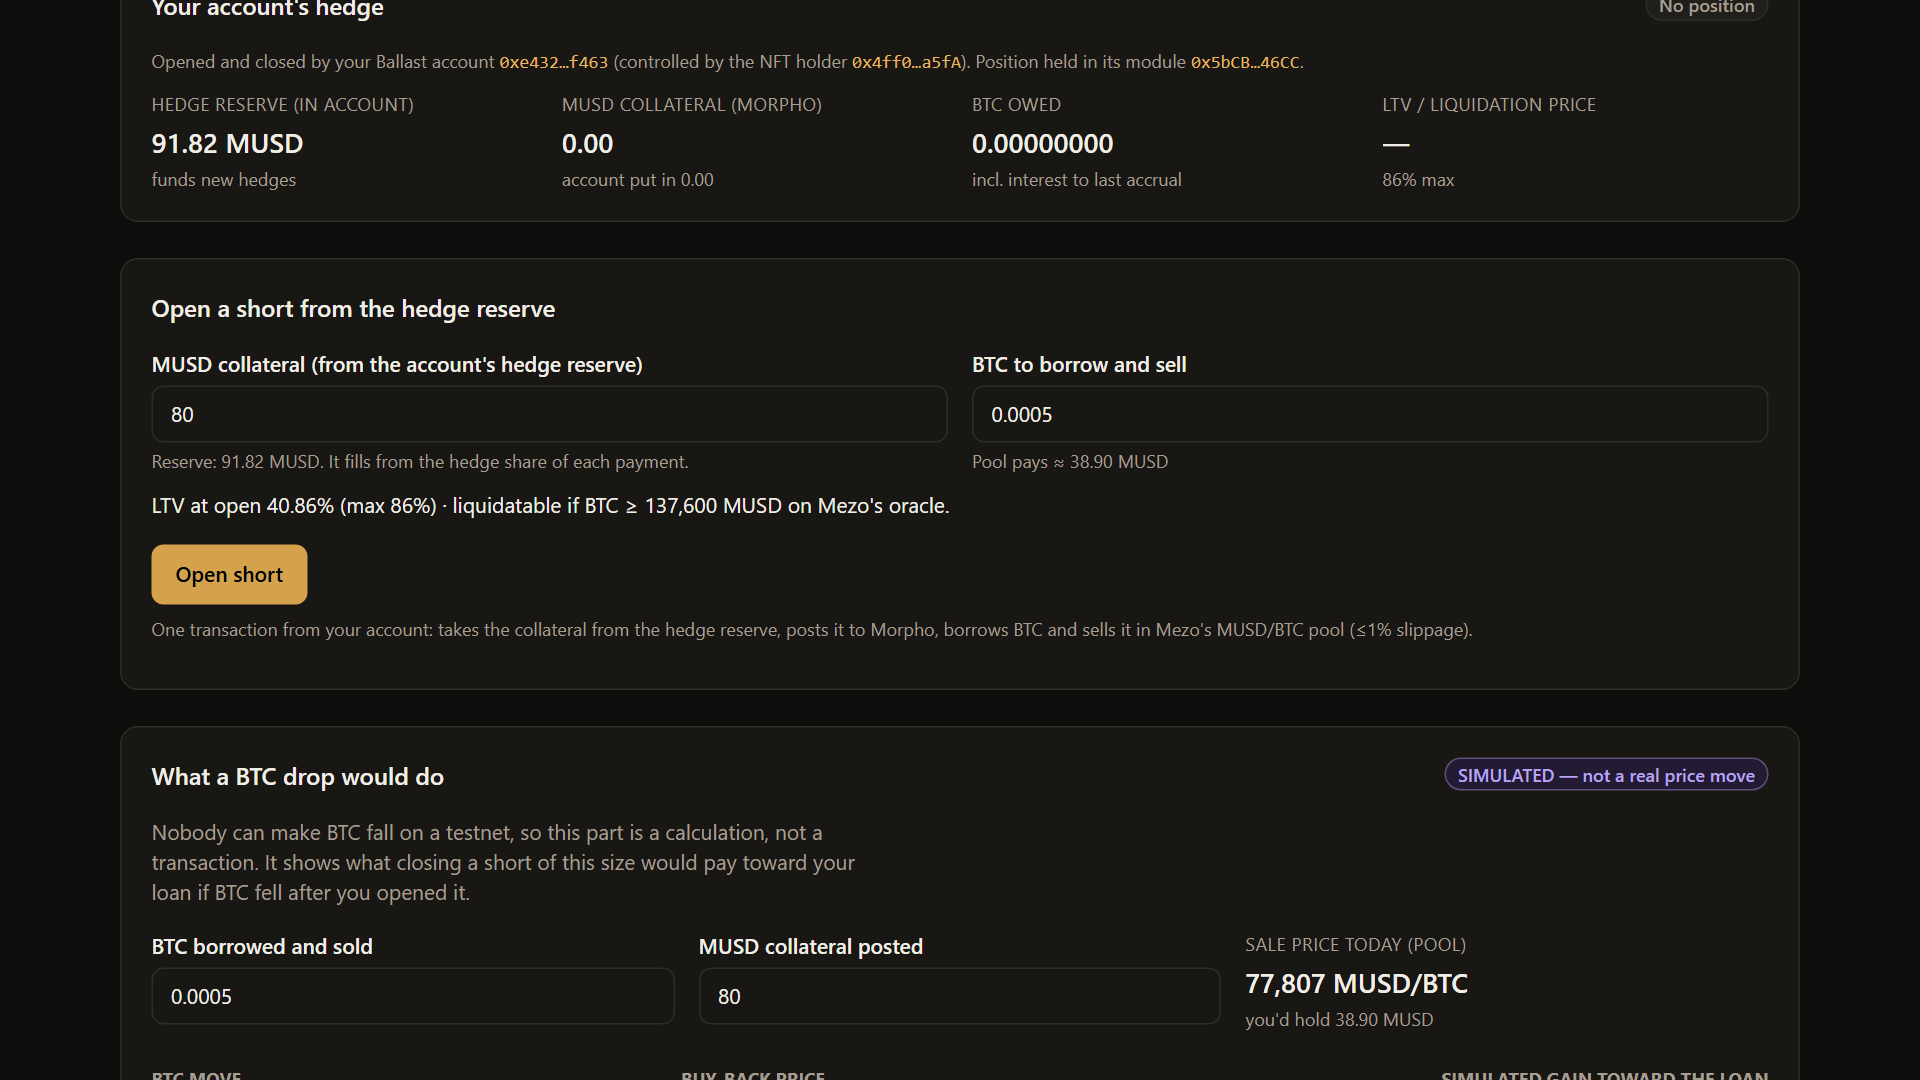 Your account's hedge
No position
Opened and closed by your Ballast account 0xe432…f463 (controlled by the NFT holder 0x4ff0…a5fA). Position held in its module 0x5bCB…46CC.
HEDGE RESERVE (IN ACCOUNT)
91.82 MUSD
funds new hedges
MUSD COLLATERAL (MORPHO)
0.00
account put in 0.00
BTC OWED
0.00000000
incl. interest to last accrual
LTV / LIQUIDATION PRICE
—
86% max
Open a short from the hedge reserve
MUSD collateral (from the account's hedge reserve)
80
Reserve: 91.82 MUSD. It fills from the hedge share of each payment.
BTC to borrow and sell
0.0005
Pool pays ≈ 38.90 MUSD
LTV at open 40.86% (max 86%) · liquidatable if BTC ≥ 137,600 MUSD on Mezo's oracle.
Open short
One transaction from your account: takes the collateral from the hedge reserve, posts it to Morpho, borrows BTC and sells it in Mezo's MUSD/BTC pool (≤1% slippage).
What a BTC drop would do
SIMULATED — not a real price move
Nobody can make BTC fall on a testnet, so this part is a calculation, not a
transaction. It shows what closing a short of this size would pay toward your
loan if BTC fell after you opened it.
BTC borrowed and sold
0.0005
MUSD collateral posted
80
SALE PRICE TODAY (POOL)
77,807 MUSD/BTC
you'd hold 38.90 MUSD
BTC MOVE
BUY-BACK PRICE
SIMULATED GAIN TOWARD THE LOAN